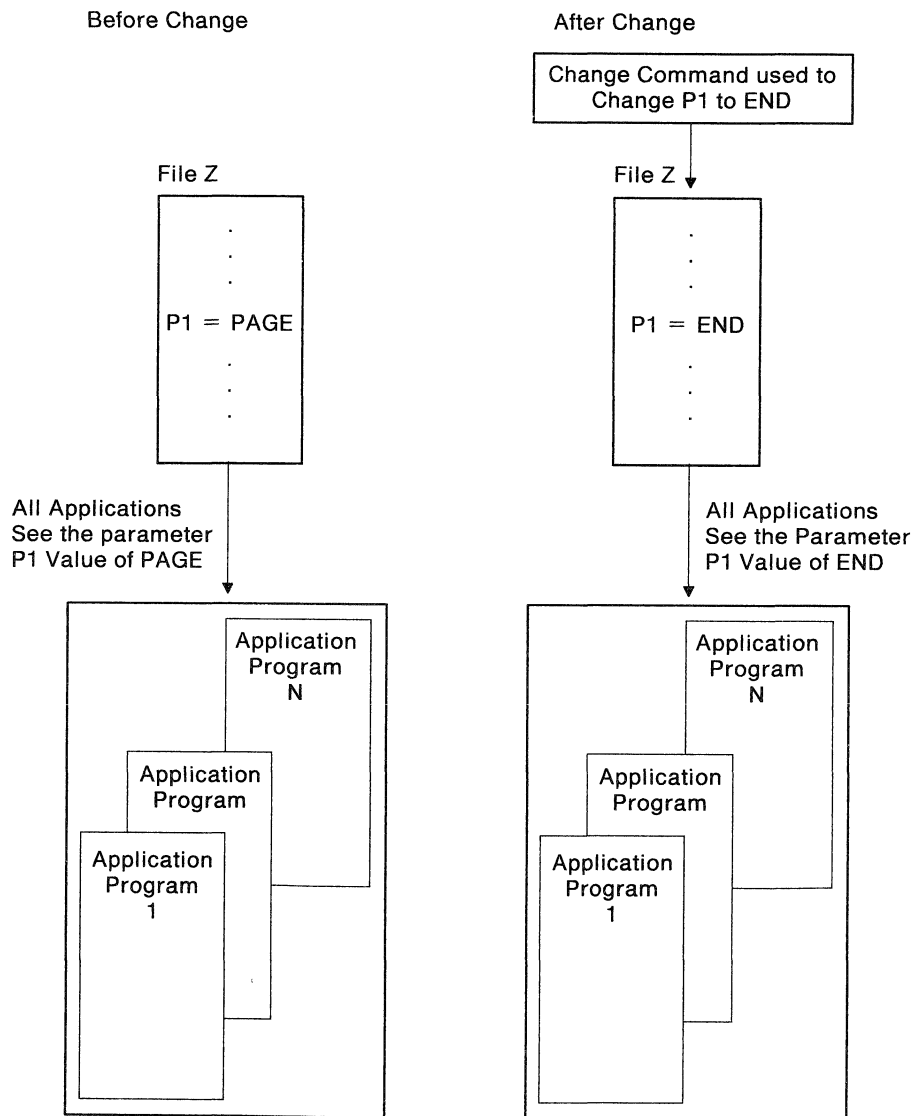 Before Change
After Change
Change Command used to
Change P1 to END
File Z
.
.
.
P1 = PAGE
.
.
.
All Applications
See the parameter
P1 Value of PAGE
Application
Program
N
Application
Program
Application
Program
1
File Z
.
.
.
P1 = END
.
.
.
All Applications
See the Parameter
P1 Value of END
Application
Program
N
Application
Program
Application
Program
1